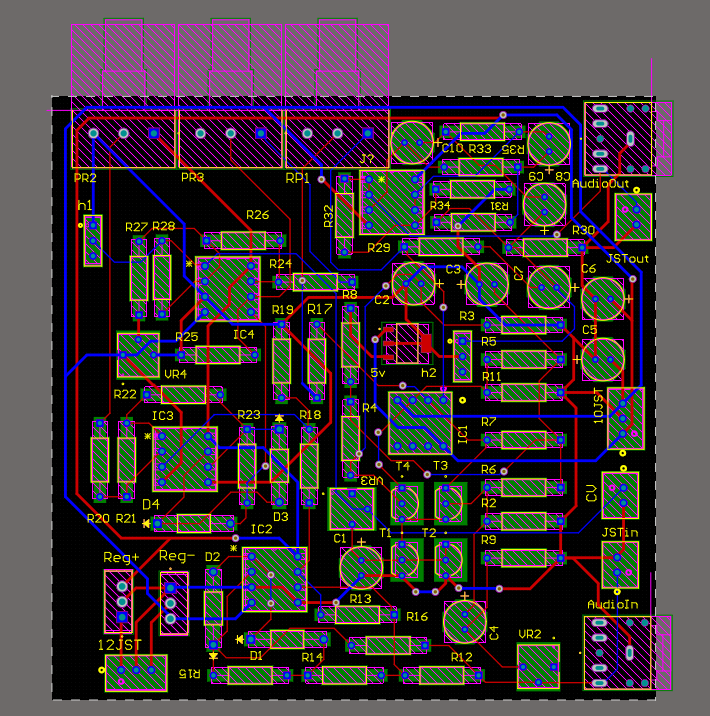 J?
C10 R33 R35
PR2 PR3 RP1
C9 C8
AudioOut
h1
R32
R34 R31
R27 R28
R26
R29
R30
JSTout
R24
C2 C3 C7 C6
R8
R19 R17
IC4
R3
C5
R25
R5
VR4
5v h2
R11
R22
10JST
IC3
R23 R18
R4
IC1
R7
T4 T3
R6
VR3
CV
D4
R20 R21
D3
R2
IC2
C1
T1 T2
JSTin
R9
Reg+ Reg-
D2
R13
AudioIn
R16
12JST
C4
VR2
D1 R14 R12
R15